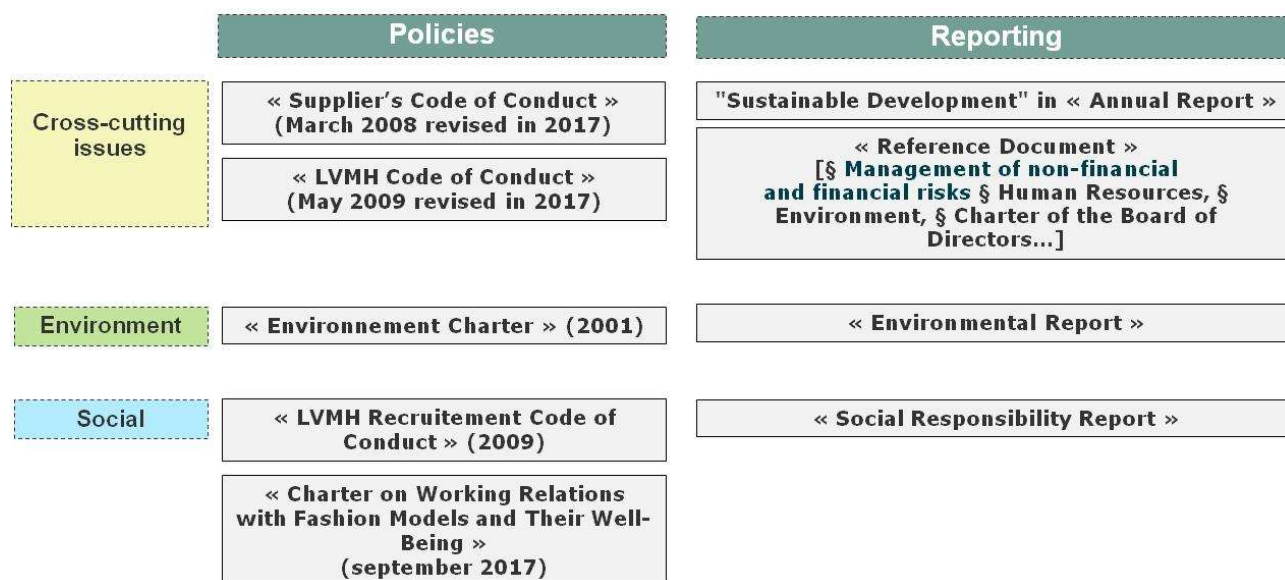 Policies
Reporting
Cross-cutting
issues
« Supplier's Code of Conduct »
(March 2008 revised in 2017)
« LVMH Code of Conduct »
(May 2009 revised in 2017)
"Sustainable Development" in « Annual Report »
« Reference Document »
[§ Management of non-financial
and financial risks § Human Resources, §
Environment, § Charter of the Board of
Directors...]
Environment
« Environnement Charter » (2001)
« Environmental Report »
Social
« LVMH Recruitement Code of
Conduct » (2009)
« Social Responsibility Report »
« Charter on Working Relations
with Fashion Models and Their Well-
Being »
(september 2017)